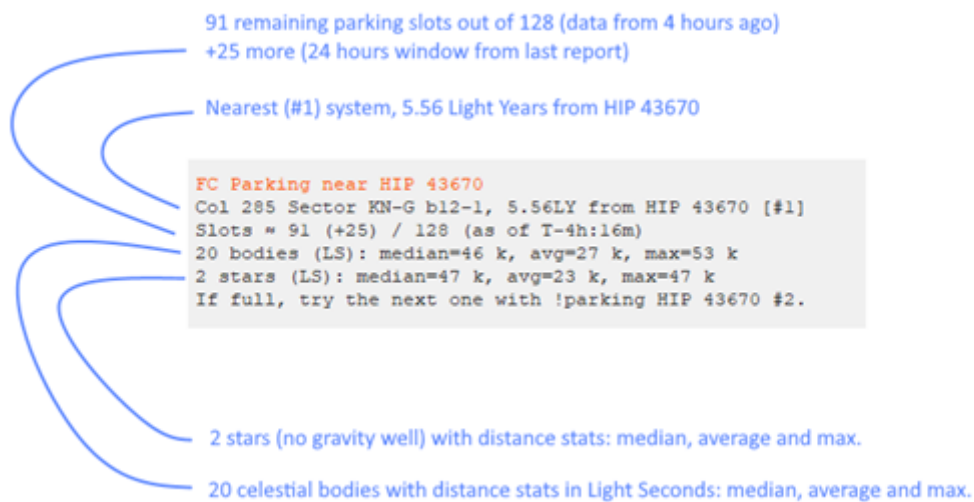 91 remaining parking slots out of 128 (data from 4 hours ago)
+25 more (24 hours window from last report)
Nearest (#1) system, 5.56 Light Years from HIP 43670
FC Parking near HIP 43670
Col 285 Sector KN-G b12-1, 5.56LY from HIP 43670 [#1]
Slots ≈ 91 (+25) / 128 (as of T-4h:16m)
20 bodies (LS): median=46 k, avg=27 k, max=53 k
2 stars (LS): median=47 k, avg=23 k, max=47 k
If full, try the next one with !parking HIP 43670 #2.
2 stars (no gravity well) with distance stats: median, average and max.
20 celestial bodies with distance stats in Light Seconds: median, average and max.